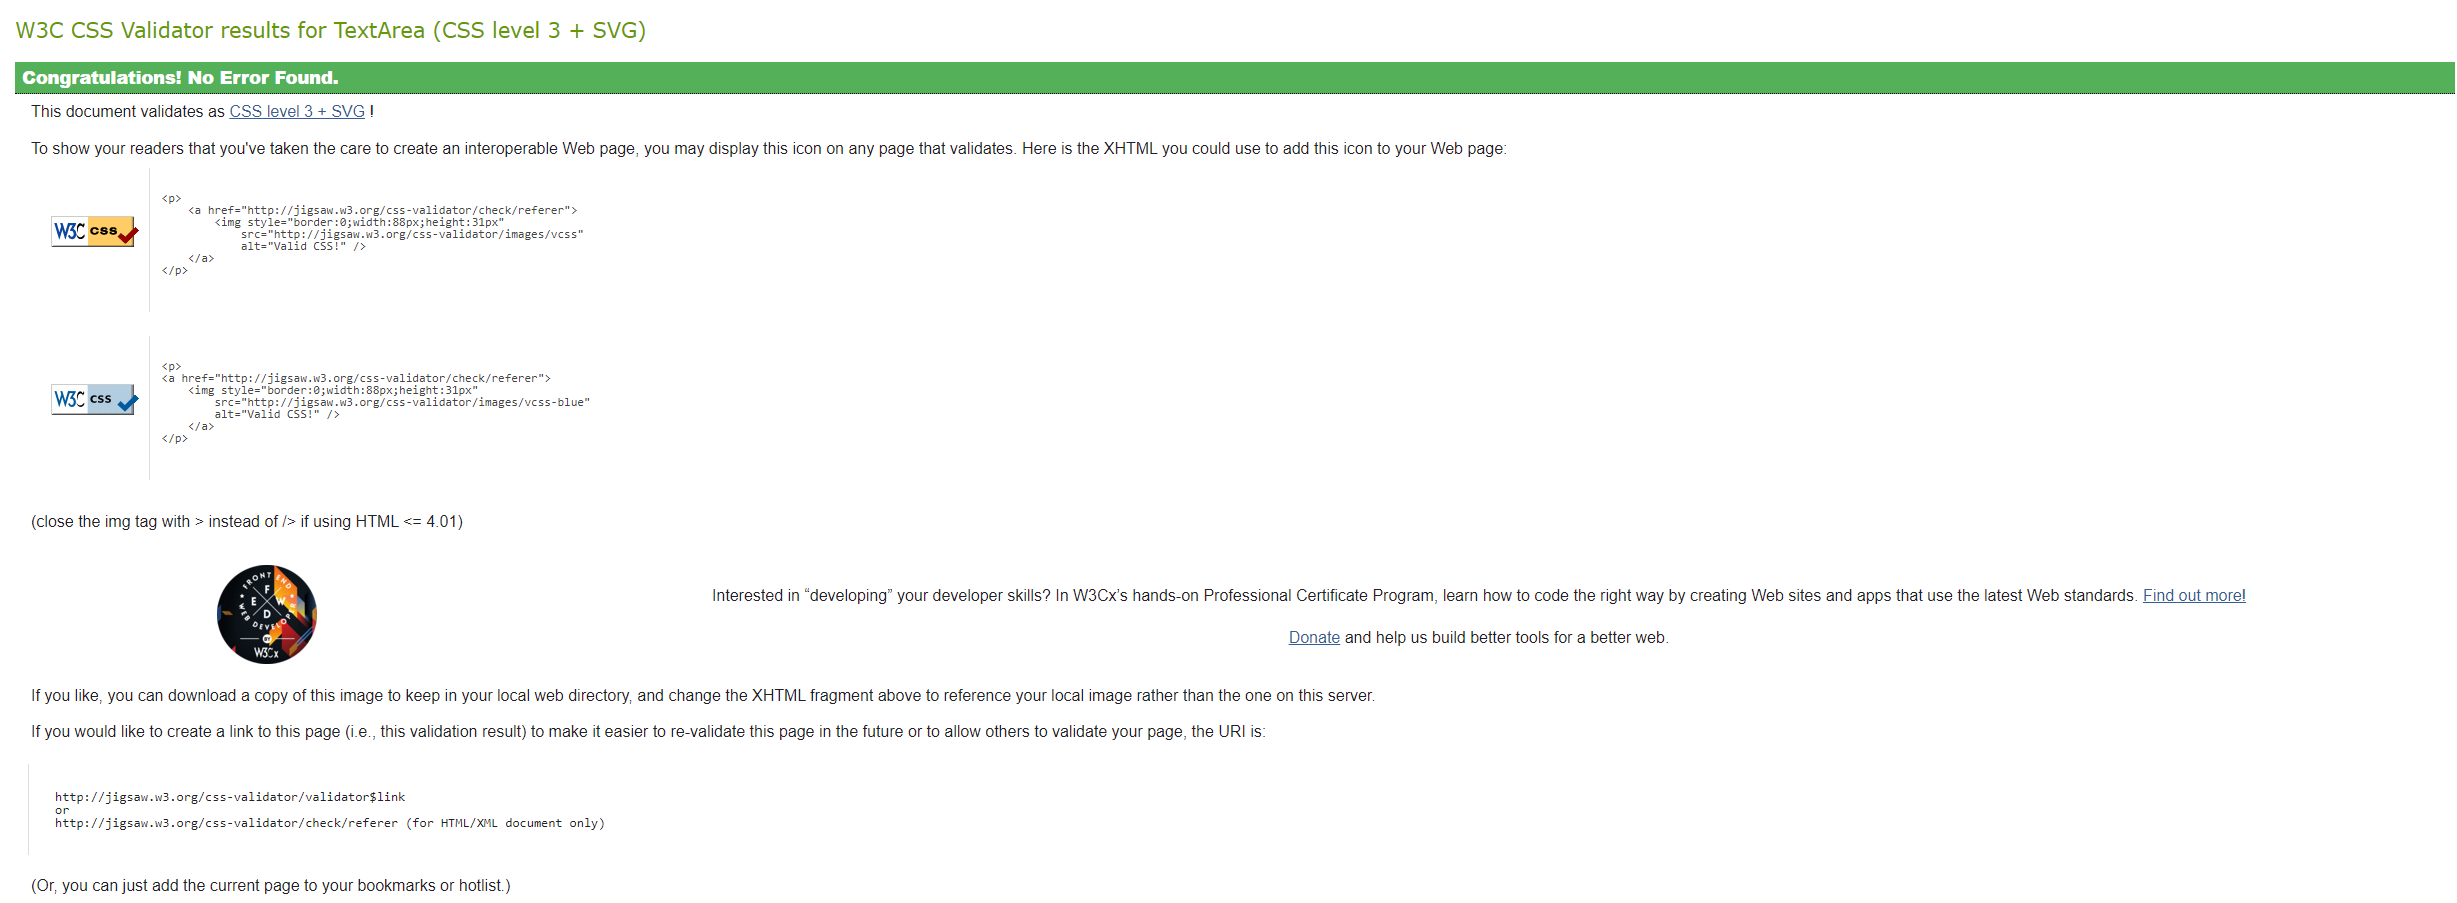 W3C CSS Validator results for TextArea (CSS level 3 + SVG)
Congratulations! No Error Found.
This document validates as CSS level 3 + SVG !
To show your readers that you've taken the care to create an interoperable Web page, you may display this icon on any page that validates. Here is the XHTML you could use to add this icon to your Web page:
W3C css
<p>
<a href="http://jigsaw.w3.org/css-validator/check/referer">
<img style="border:0;width:88px;height:31px"
src="http://jigsaw.w3.org/css-validator/images/vcss"
alt="Valid CSS!" />
</a>
</p>
W3C css
<p>
<a href="http://jigsaw.w3.org/css-validator/check/referer">
<img style="border:0;width:88px;height:31px"
src="http://jigsaw.w3.org/css-validator/images/vcss-blue"
alt="Valid CSS!" />
</a>
</p>
(close the img tag with > instead of /> if using HTML <= 4.01)
FRONT END
WEB DEVELOPER
F E W D
BY
W3Cx
Interested in “developing” your developer skills? In W3Cx’s hands-on Professional Certificate Program, learn how to code the right way by creating Web sites and apps that use the latest Web standards. Find out more!
Donate and help us build better tools for a better web.
If you like, you can download a copy of this image to keep in your local web directory, and change the XHTML fragment above to reference your local image rather than the one on this server.
If you would like to create a link to this page (i.e., this validation result) to make it easier to re-validate this page in the future or to allow others to validate your page, the URI is:
http://jigsaw.w3.org/css-validator/validator$link
or
http://jigsaw.w3.org/css-validator/check/referer (for HTML/XML document only)
(Or, you can just add the current page to your bookmarks or hotlist.)